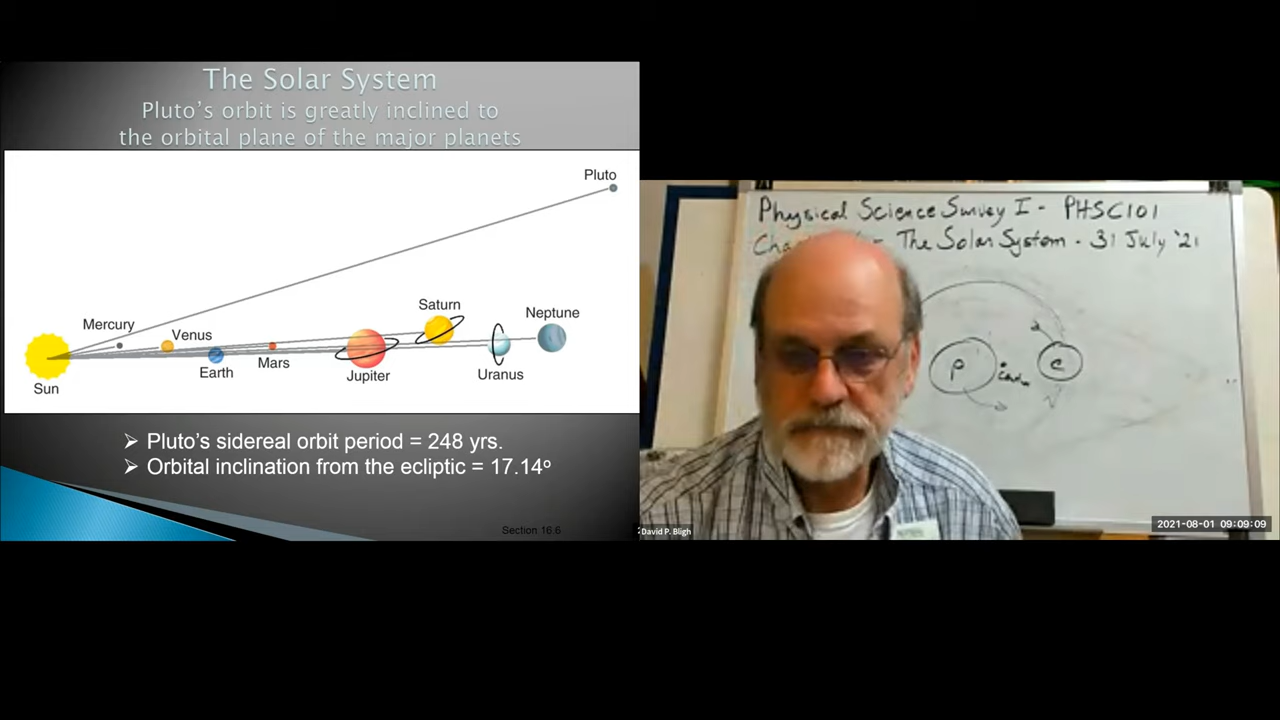 The Solar System
Pluto's orbit is greatly inclined to
the orbital plane of the major planets
Pluto
Mercury
Venus
Saturn
Neptune
Sun
Earth
Mars
Jupiter
Uranus
➢ Pluto's sidereal orbit period = 248 yrs.
➢ Orbital inclination from the ecliptic = 17.14º
Section 16.6
Physical Science Survey I - PHSC101
The Solar System - 31 July '21
P
C
David P. Bligh
2021-08-01 09:09:09